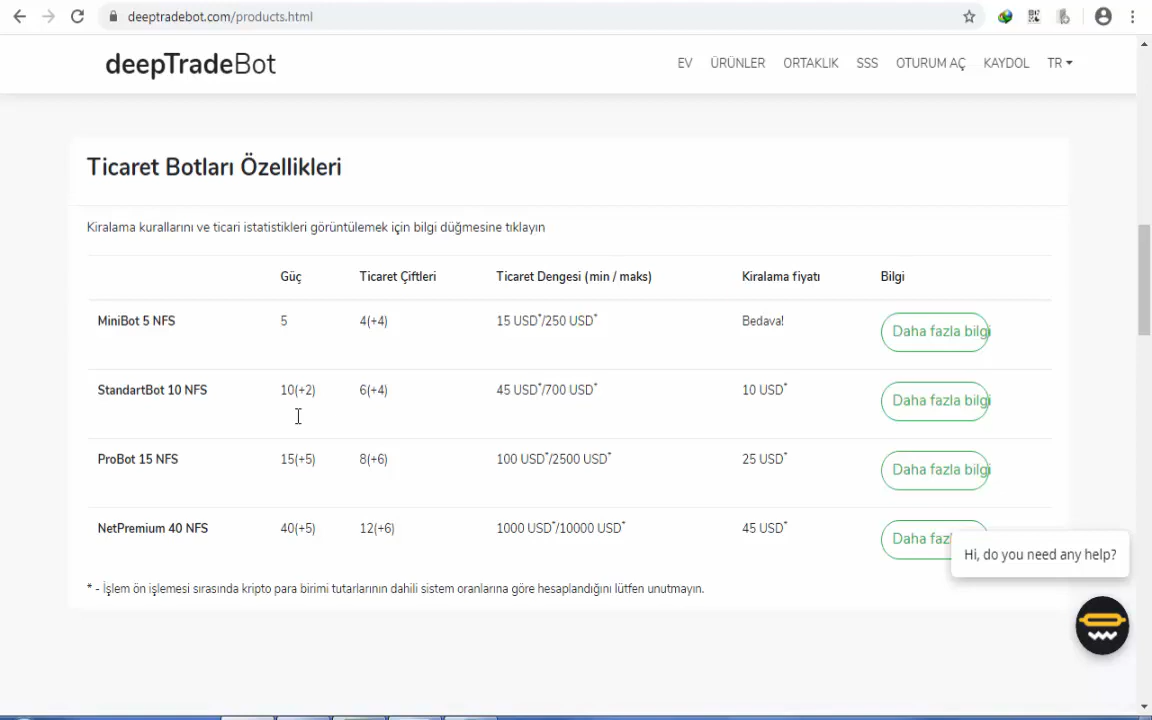 deeptradebot.com/products.html
deepTradeBot
EV ÜRÜNLER ORTAKLIK SSS OTURUM AÇ KAYDOL TR
Ticaret Botları Özellikleri
Kiralama kurallarını ve ticari istatistikleri görüntülemek için bilgi düğmesine tıklayın
Güç Ticaret Çiftleri Ticaret Dengesi (min / maks) Kiralama fiyatı Bilgi
MiniBot 5 NFS 5 4(+4) 15 USD*/250 USD* Bedava! Daha fazla bilgi
StandartBot 10 NFS 10(+2) 6(+4) 45 USD*/700 USD* 10 USD* Daha fazla bilgi
ProBot 15 NFS 15(+5) 8(+6) 100 USD*/2500 USD* 25 USD* Daha fazla bilgi
NetPremium 40 NFS 40(+5) 12(+6) 1000 USD*/10000 USD* 45 USD* Daha faz
Hi, do you need any help?
* - İşlem ön işlemesi sırasında kripto para birimi tutarlarının dahili sistem oranlarına göre hesaplandığını lütfen unutmayın.